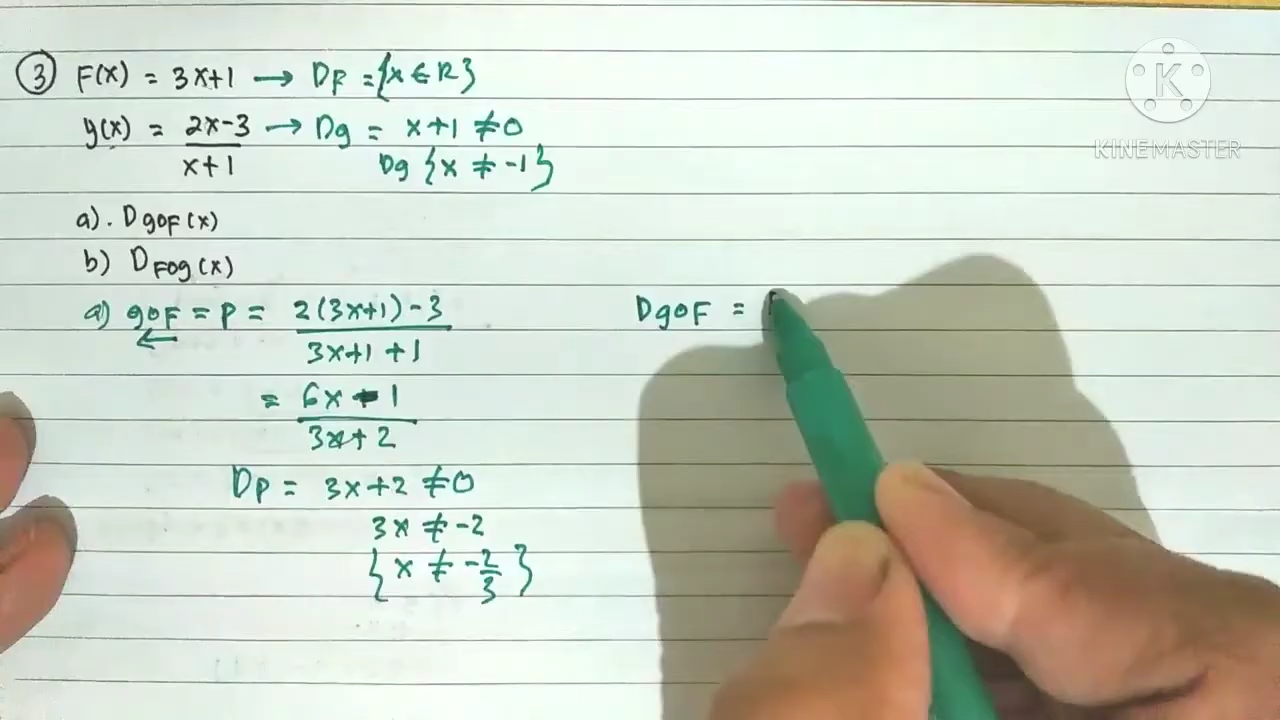 ③ F(x) = 3x+1 → DF = {x ∈ R}
g(x) = 2x-3 / x+1 → Dg = x+1 ≠ 0
Dg {x ≠ -1}
a). DgoF(x)
b) DFog(x)
a) goF = P = 2(3x+1)-3 / 3x+1+1
←
= 6x-1 / 3x+2
DP = 3x+2 ≠ 0
3x ≠ -2
{x ≠ -2/3}
DgoF =
K
KINEMASTER